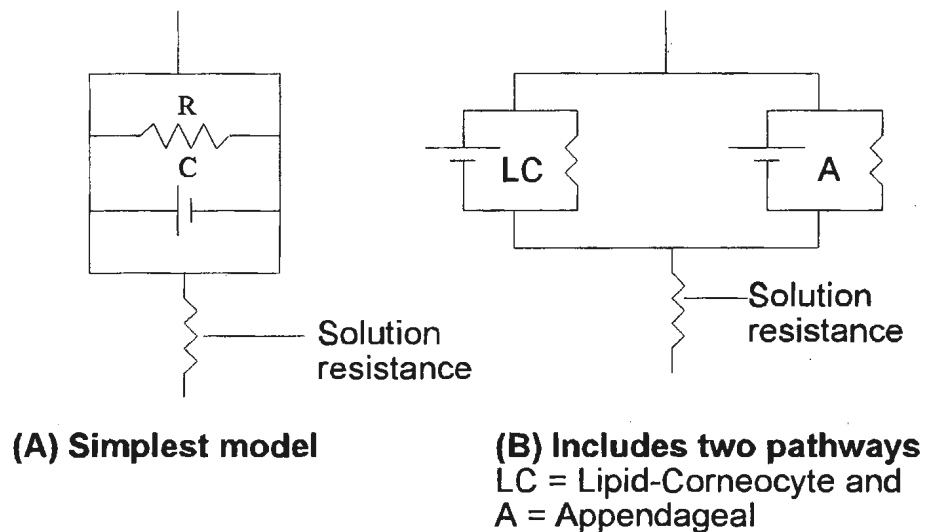 R
C
Solution
resistance
(A) Simplest model
LC
A
Solution
resistance
(B) Includes two pathways
LC = Lipid-Corneocyte and
A = Appendageal